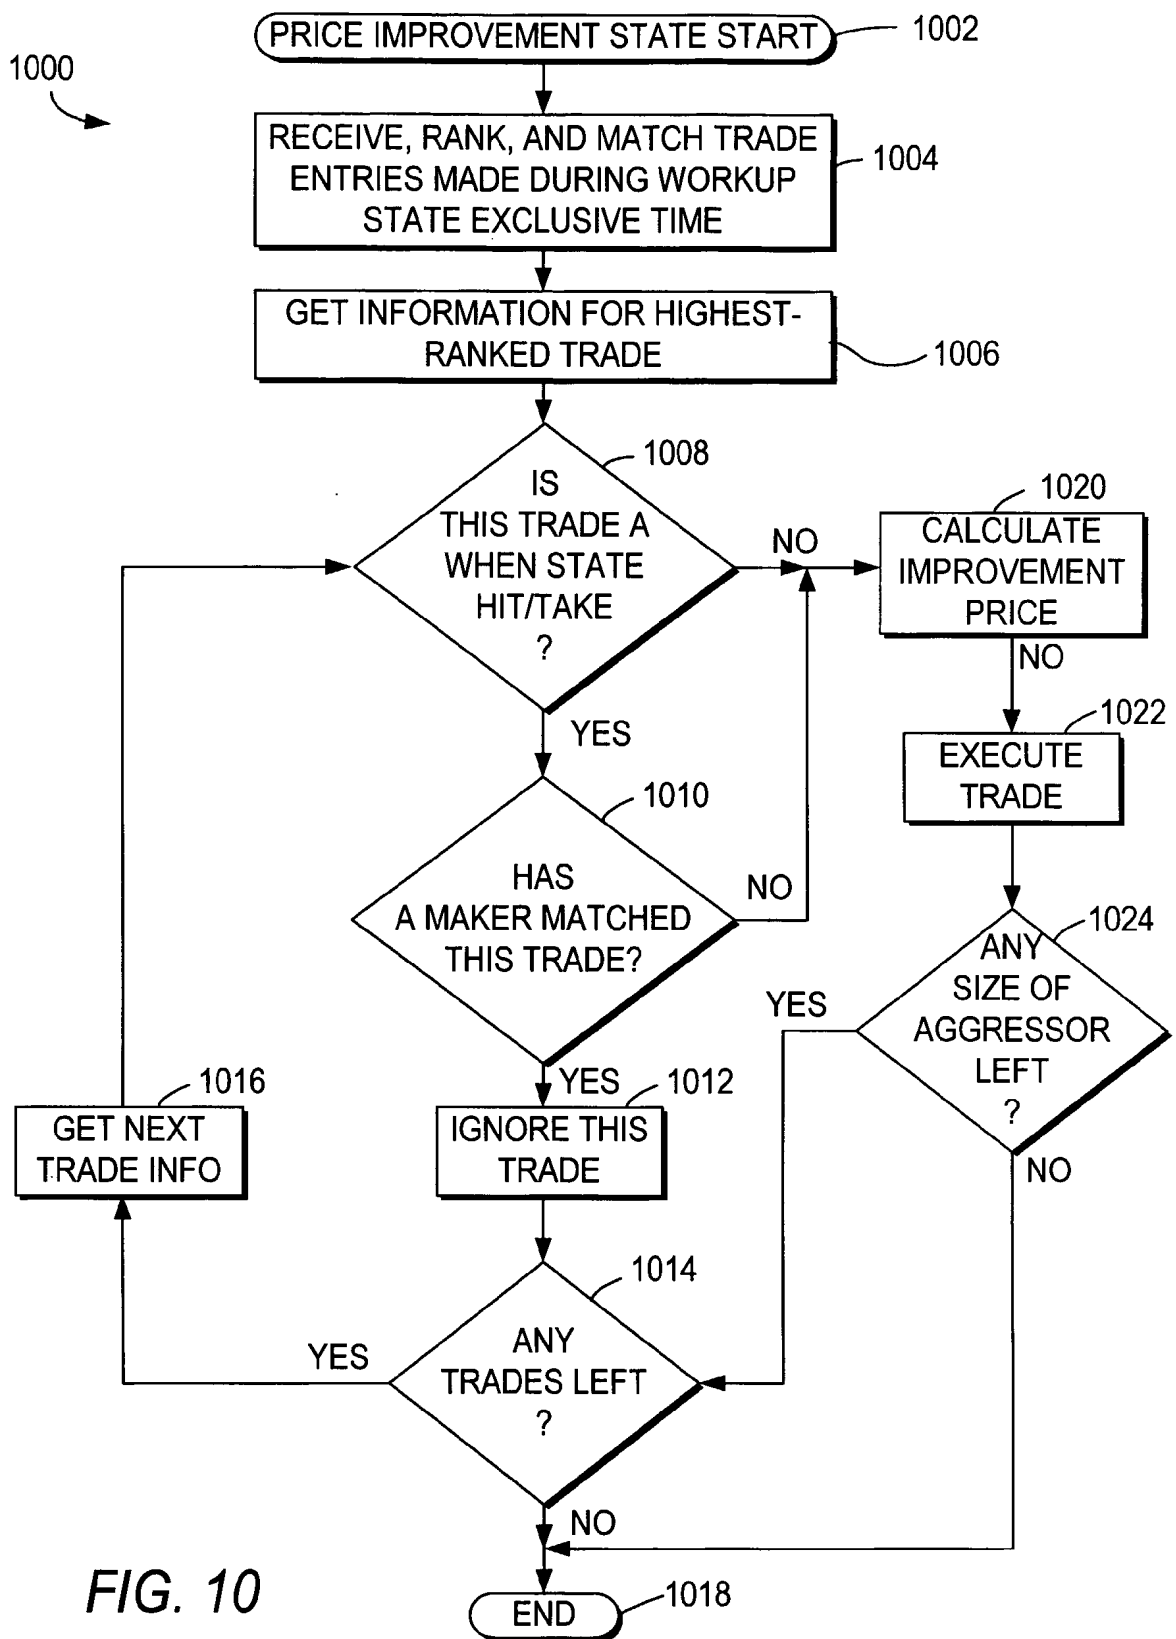 PRICE IMPROVEMENT STATE START
1002
1000
RECEIVE, RANK, AND MATCH TRADE
ENTRIES MADE DURING WORKUP
STATE EXCLUSIVE TIME
1004
GET INFORMATION FOR HIGHEST-
RANKED TRADE
1006
1008
IS
THIS TRADE A
WHEN STATE
HIT/TAKE
?
NO
1020
CALCULATE
IMPROVEMENT
PRICE
NO
YES
1022
EXECUTE
TRADE
1010
HAS
A MAKER MATCHED
THIS TRADE?
NO
1024
ANY
SIZE OF
AGGRESSOR
LEFT
?
YES
NO
YES
1012
IGNORE THIS
TRADE
1016
GET NEXT
TRADE INFO
1014
ANY
TRADES LEFT
?
YES
NO
FIG. 10
END
1018